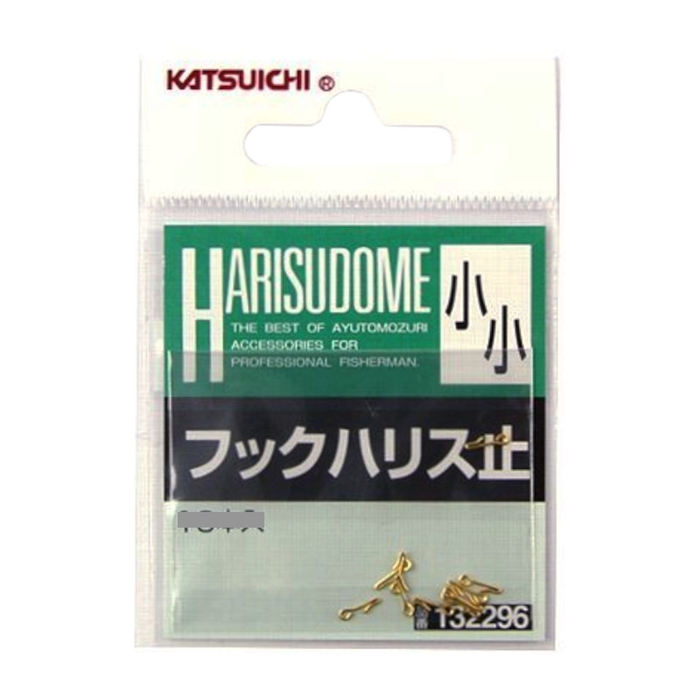 KATSUICHI ®
HARISUDOME
小小
THE BEST OF AYUTOMOZURI
ACCESSORIES FOR
PROFESSIONAL FISHERMAN.
フックハリス止
132296